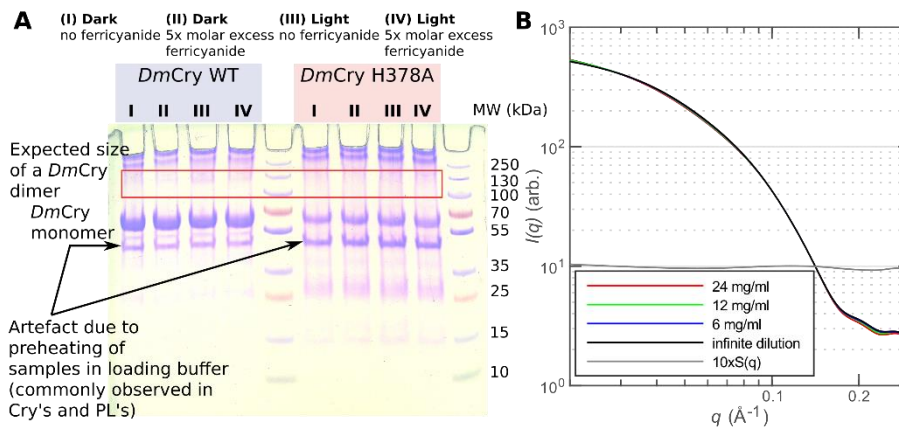 A
(I) Dark
no ferricyanide
(II) Dark
5x molar excess
ferricyanide
(III) Light
no ferricyanide
(IV) Light
5x molar excess
ferricyanide
DmCry WT
DmCry H378A
I II III IV
I II III IV
MW (kDa)
Expected size
of a DmCry
dimer
DmCry
monomer
Artefact due to
preheating of
samples in loading buffer
(commonly observed in
Cry's and PL's)
250
130
100
70
55
35
25
15
10
B
I(q) (arb.)
10³
10²
10¹
10⁰
24 mg/ml
12 mg/ml
6 mg/ml
infinite dilution
10xS(q)
0.1 0.2
q (Å⁻¹)